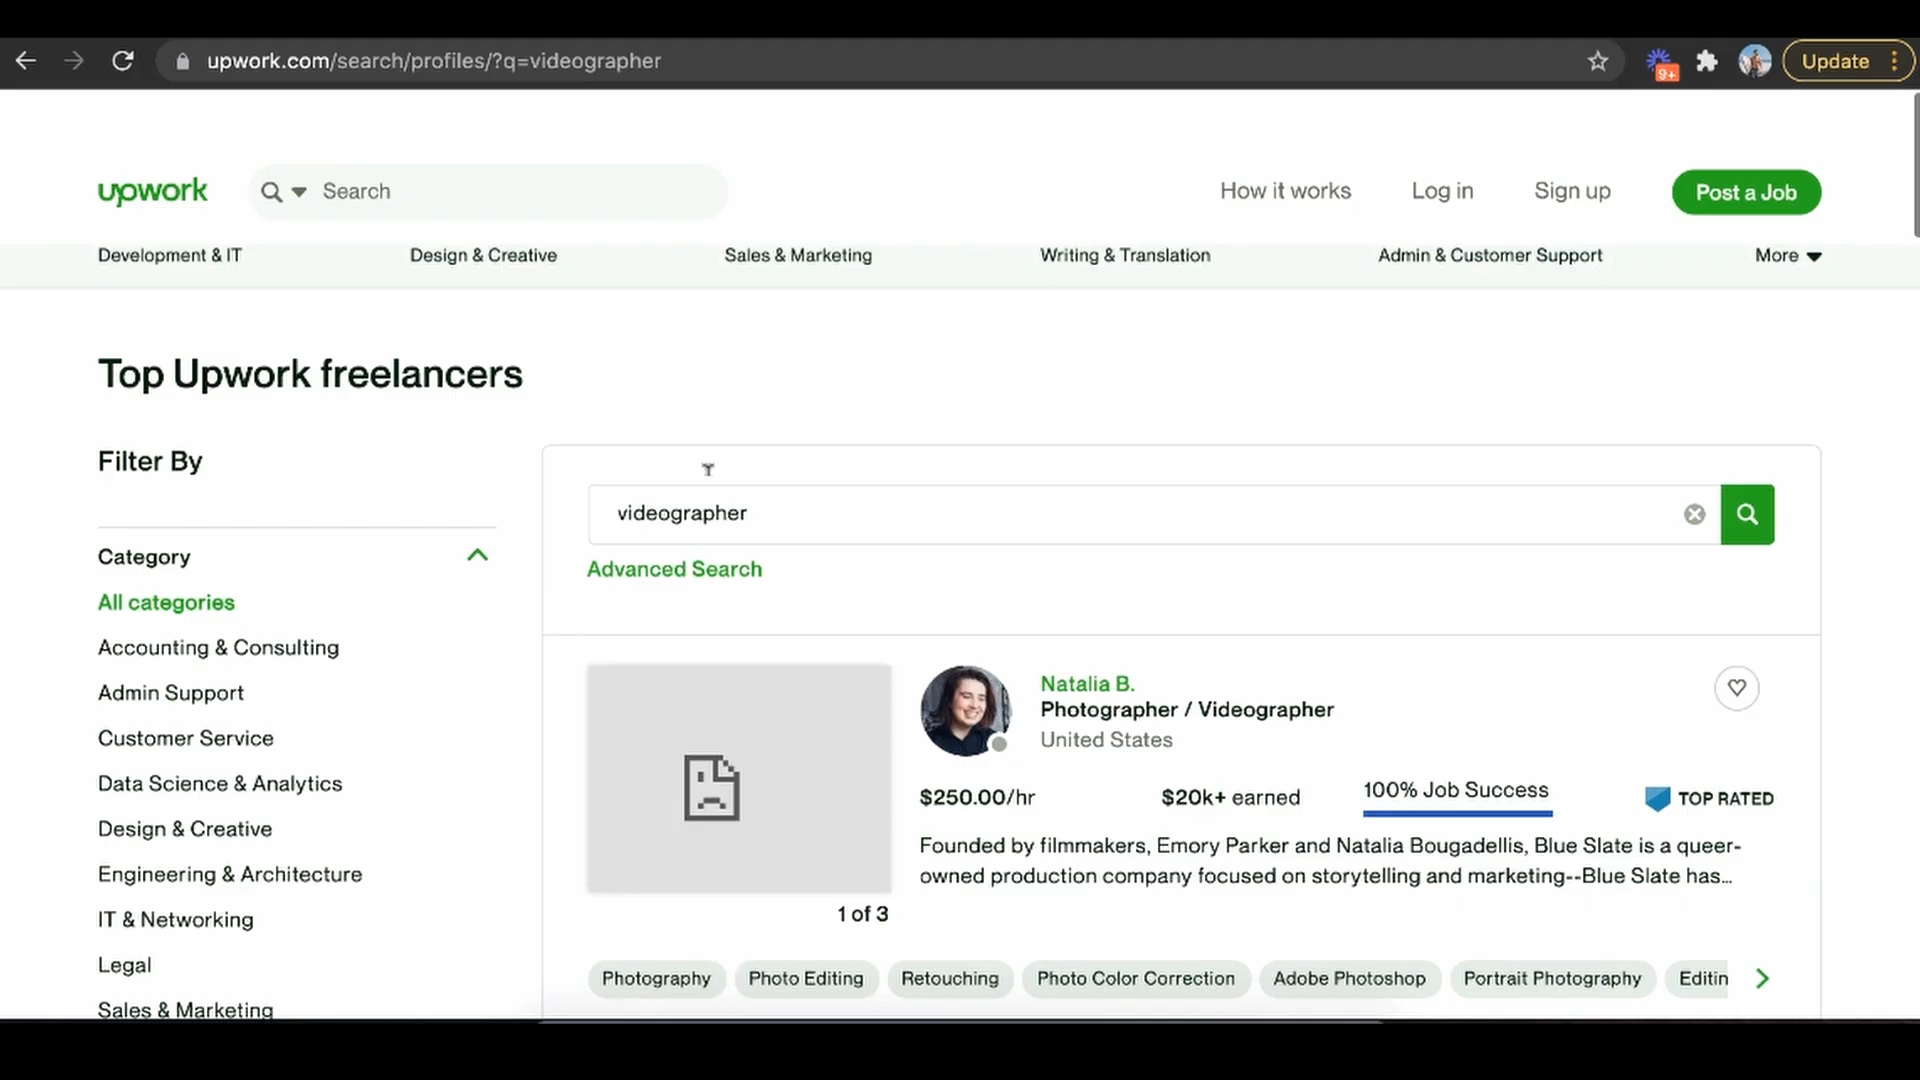 upwork.com/search/profiles/?q=videographer
9+
Update
upwork
Search
How it works
Log in
Sign up
Post a Job
Development & IT
Design & Creative
Sales & Marketing
Writing & Translation
Admin & Customer Support
More
Top Upwork freelancers
Filter By
Category
All categories
Accounting & Consulting
Admin Support
Customer Service
Data Science & Analytics
Design & Creative
Engineering & Architecture
IT & Networking
Legal
Sales & Marketing
videographer
Advanced Search
Natalia B.
Photographer / Videographer
United States
$250.00/hr
$20k+ earned
100% Job Success
TOP RATED
Founded by filmmakers, Emory Parker and Natalia Bougadellis, Blue Slate is a queer-
owned production company focused on storytelling and marketing--Blue Slate has...
1 of 3
Photography
Photo Editing
Retouching
Photo Color Correction
Adobe Photoshop
Portrait Photography
Editin